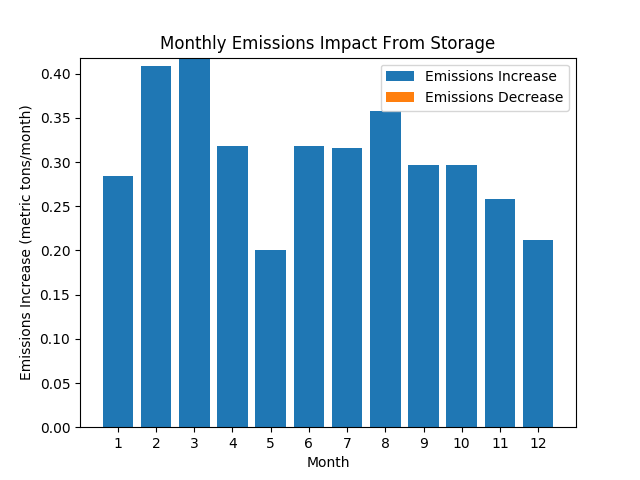 Monthly Emissions Impact From Storage
Emissions Increase
Emissions Decrease
Emissions Increase (metric tons/month)
0.40
0.35
0.30
0.25
0.20
0.15
0.10
0.05
0.00
1 2 3 4 5 6 7 8 9 10 11 12
Month